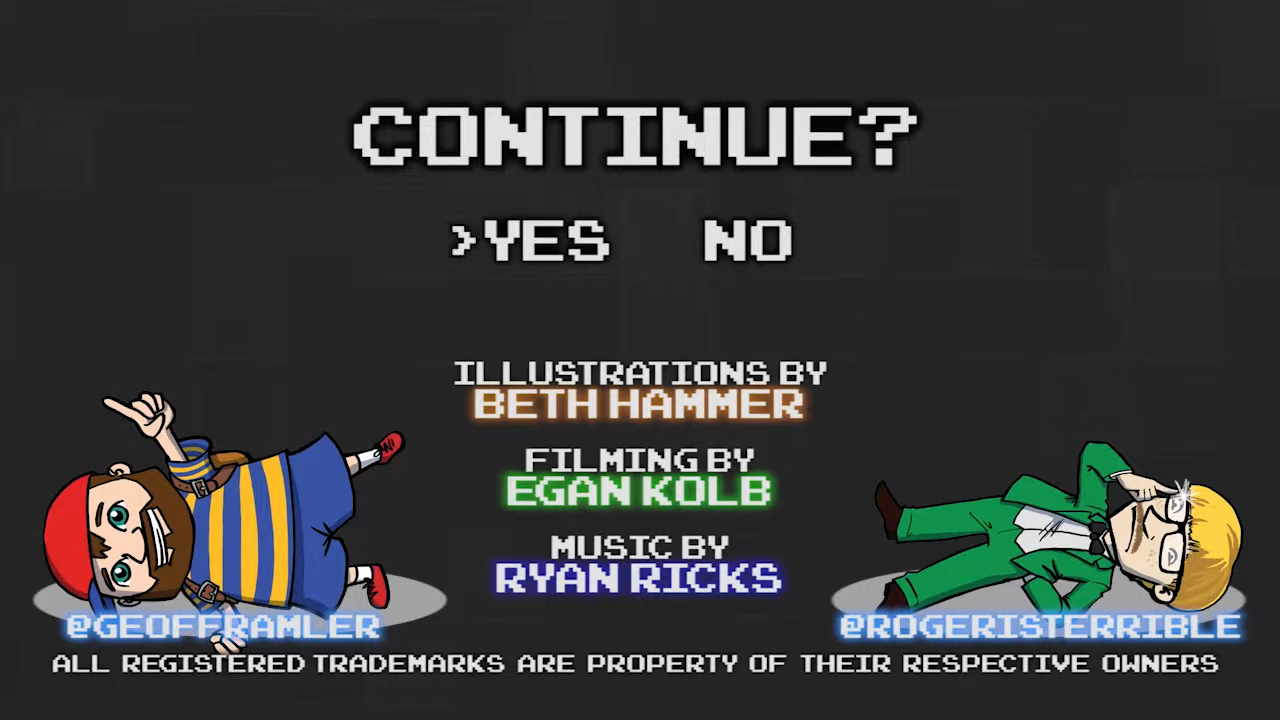 CONTINUE?
>YES NO
ILLUSTRATIONS BY
BETH HAMMER
FILMING BY
EGAN KOLB
MUSIC BY
RYAN RICKS
@GEOFFRAMLER
@ROGERISTERRIBLE
ALL REGISTERED TRADEMARKS ARE PROPERTY OF THEIR RESPECTIVE OWNERS